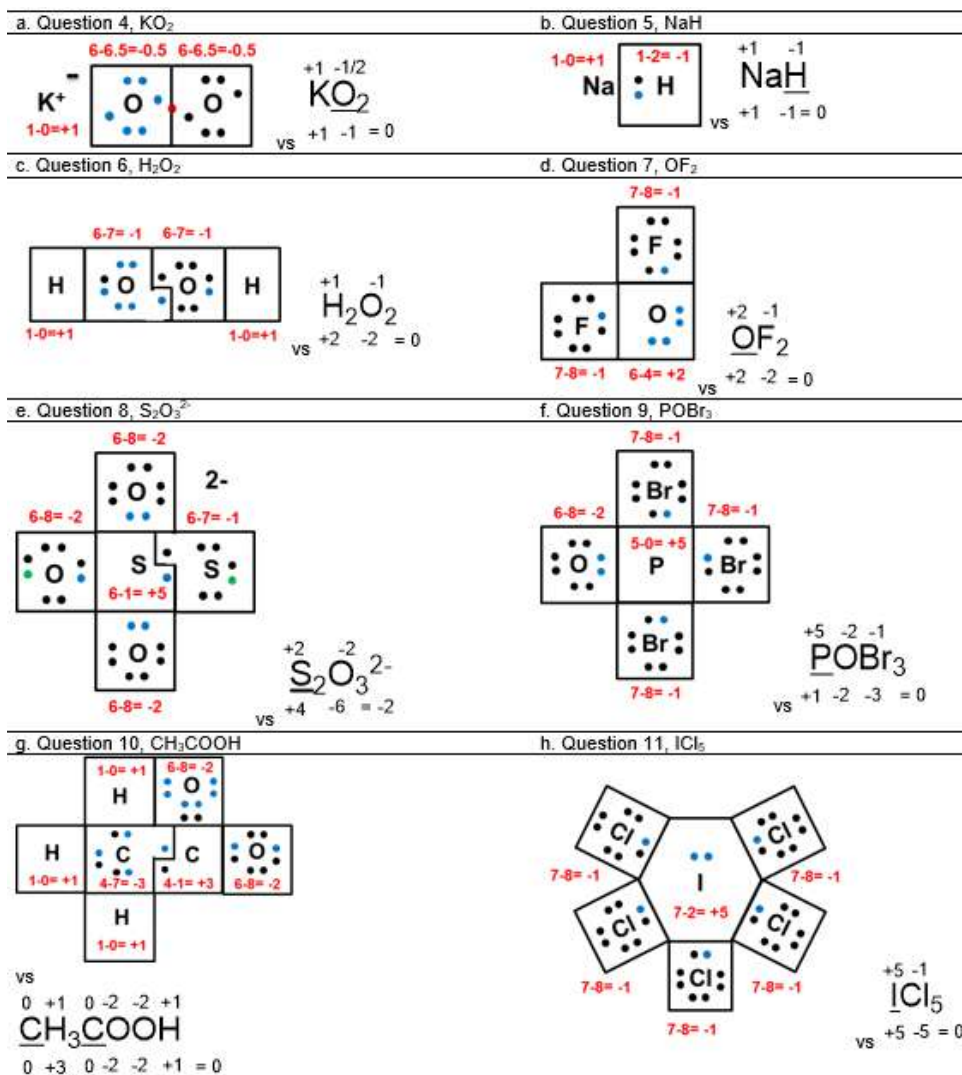 a. Question 4, KO₂
6-6.5=-0.5 6-6.5=-0.5
−
K⁺ O O
1-0=+1
+1 -1/2
KO₂
vs +1 -1 = 0
b. Question 5, NaH
1-0=+1 1-2= -1
Na H
+1 -1
NaH
vs +1 -1= 0
c. Question 6, H₂O₂
6-7= -1 6-7= -1
H O O H
1-0=+1 1-0=+1
+1 -1
H₂O₂
vs +2 -2 = 0
d. Question 7, OF₂
7-8= -1
F
F O
7-8= -1 6-4= +2
+2 -1
OF₂
vs +2 -2 = 0
e. Question 8, S₂O₃²⁻
6-8= -2
O 2-
6-8= -2 6-7= -1
O S S
6-1= +5
O
6-8= -2
+2 -2
S₂O₃²⁻
vs +4 -6 = -2
f. Question 9, POBr₃
7-8= -1
Br
6-8= -2 7-8= -1
5-0= +5
O P Br
Br
7-8= -1
+5 -2 -1
POBr₃
vs +1 -2 -3 = 0
g. Question 10, CH₃COOH
1-0= +1 6-8= -2
H O
H C C O
1-0= +1 4-7= -3 4-1= +3 6-8= -2
H
1-0= +1
vs
0 +1 0 -2 -2 +1
CH₃COOH
0 +3 0 -2 -2 +1 = 0
h. Question 11, ICl₅
Cl Cl
7-8= -1 I 7-8= -1
7-2= +5
Cl Cl
7-8= -1 Cl 7-8= -1
7-8= -1
+5 -1
ICl₅
vs +5 -5 = 0